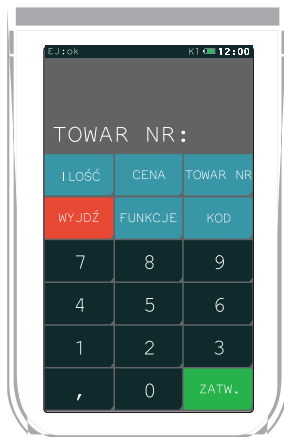 EJ:ok K1 12:00
TOWAR NR:
ILOŚĆ CENA TOWAR NR
WYJDŹ FUNKCJE KOD
7 8 9
4 5 6
1 2 3
, 0 ZATW.